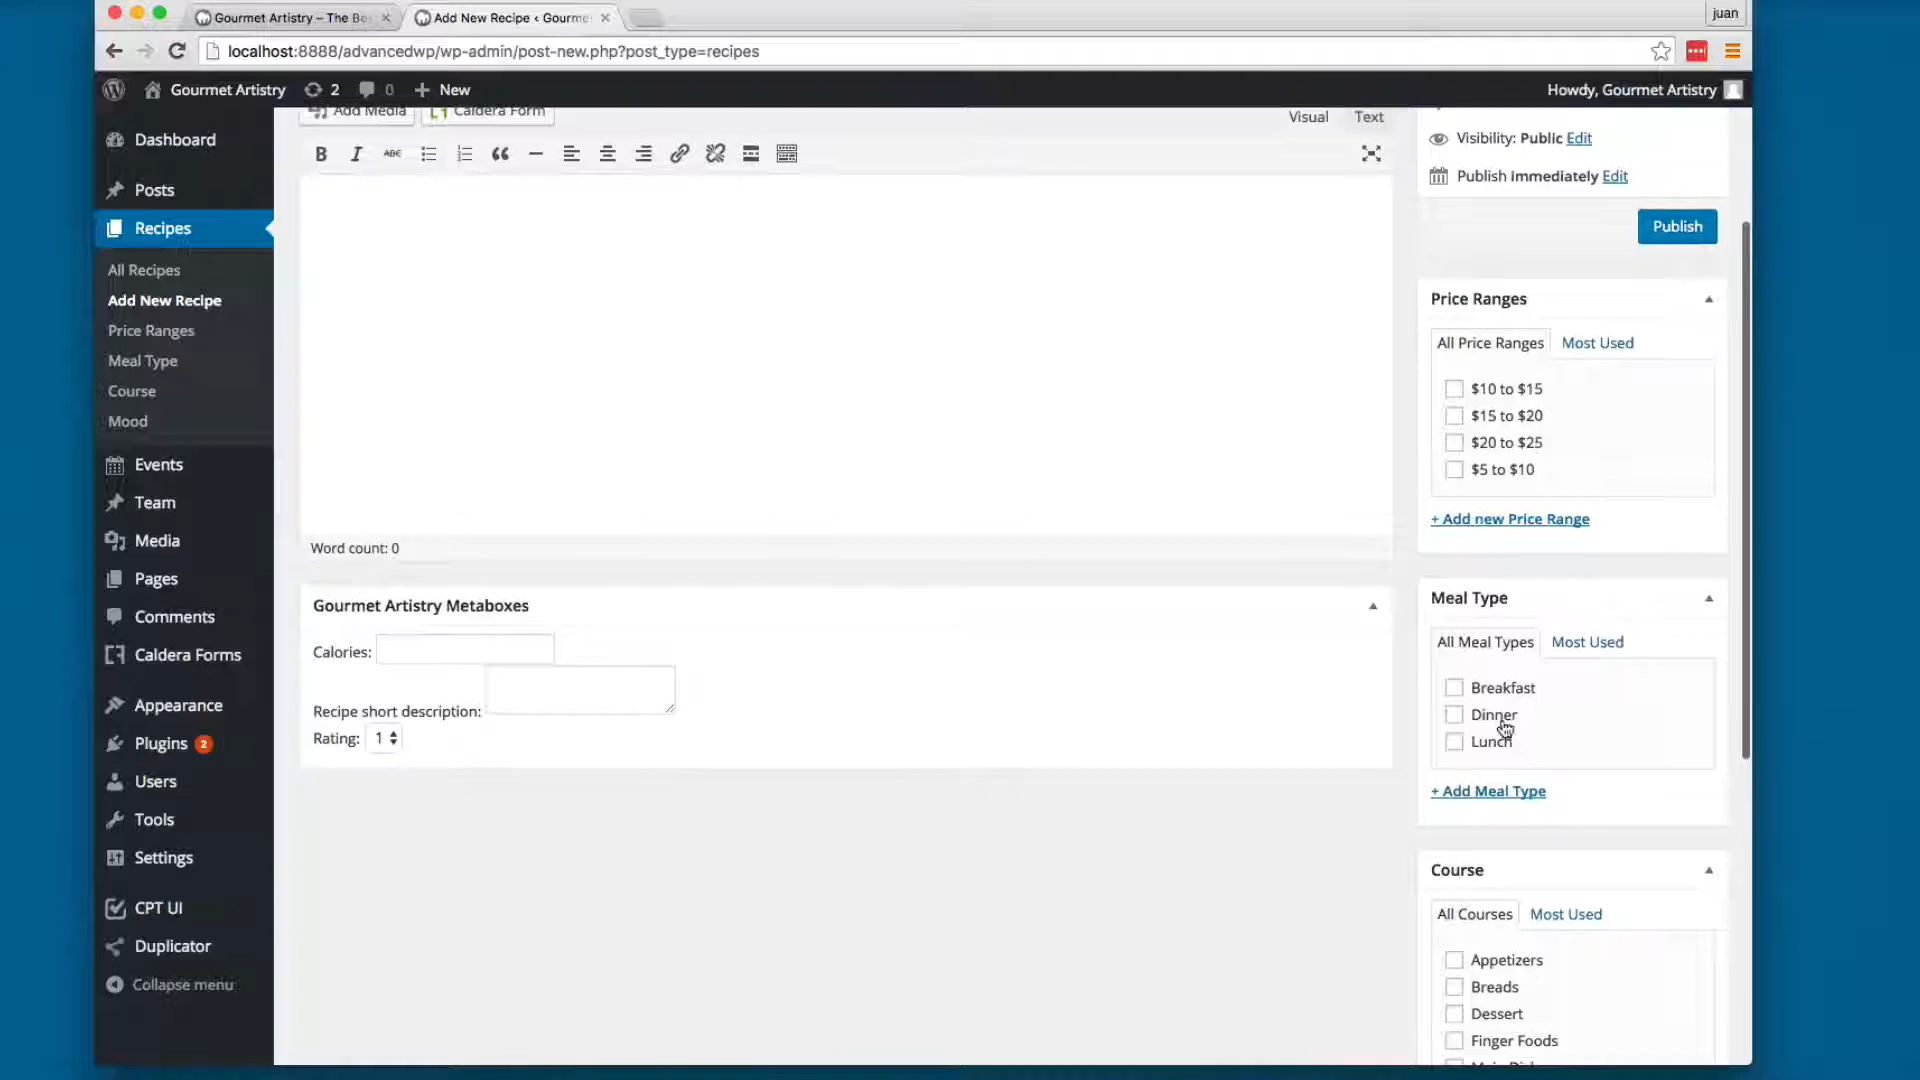 Gourmet Artistry – The Be
Add New Recipe ‹ Gourme
juan
localhost:8888/advancedwp/wp-admin/post-new.php?post_type=recipes
Gourmet Artistry
2
0
New
Howdy, Gourmet Artistry
Dashboard
Posts
Recipes
All Recipes
Add New Recipe
Price Ranges
Meal Type
Course
Mood
Events
Team
Media
Pages
Comments
Caldera Forms
Appearance
Plugins 2
Users
Tools
Settings
CPT UI
Duplicator
Collapse menu
Add Media
Caldera Form
Visual
Text
B I ABC
Word count: 0
Gourmet Artistry Metaboxes
Calories:
Recipe short description:
Rating: 1
Visibility: Public Edit
Publish immediately Edit
Publish
Price Ranges
All Price Ranges
Most Used
$10 to $15
$15 to $20
$20 to $25
$5 to $10
+ Add new Price Range
Meal Type
All Meal Types
Most Used
Breakfast
Dinner
Lunch
+ Add Meal Type
Course
All Courses
Most Used
Appetizers
Breads
Dessert
Finger Foods